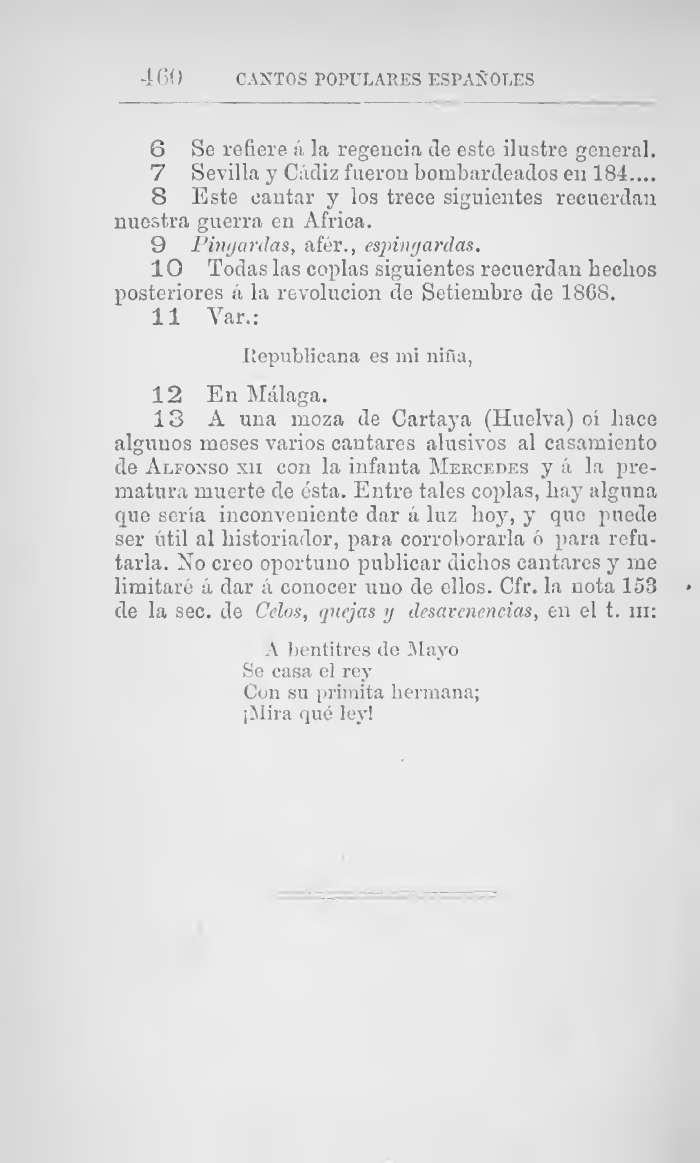 460 CANTOS POPULARES ESPAÑOLES
6 Se refiere á la regencia de este ilustre general.
7 Sevilla y Cádiz fueron bombardeados en 184....
8 Este cantar y los trece siguientes recuerdan
nuestra guerra en Africa.
9 Pingardas, afér., espingardas.
10 Todas las coplas siguientes recuerdan hechos
posteriores á la revolucion de Setiembre de 1868.
11 Var.:
Republicana es mi niña,
12 En Málaga.
13 A una moza de Cartaya (Huelva) oí hace
algunos meses varios cantares alusivos al casamiento
de ALFONSO XII con la infanta MERCEDES y á la pre-
matura muerte de ésta. Entre tales coplas, hay alguna
que sería inconveniente dar á luz hoy, y que puede
ser útil al historiador, para corroborarla ó para refu-
tarla. No creo oportuno publicar dichos cantares y me
limitaré á dar á conocer uno de ellos. Cfr. la nota 153
de la sec. de Celos, quejas y desavenencias, en el t. III:
A bentitres de Mayo
Se casa el rey
Con su primita hermana;
¡Mira qué ley!